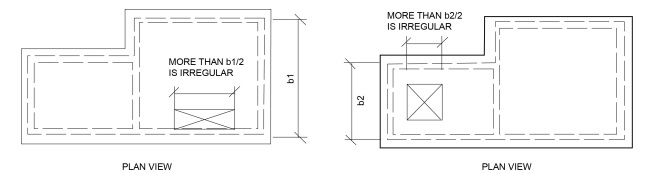 MORE THAN b1/2
IS IRREGULAR
b1
PLAN VIEW
MORE THAN b2/2
IS IRREGULAR
b2
PLAN VIEW